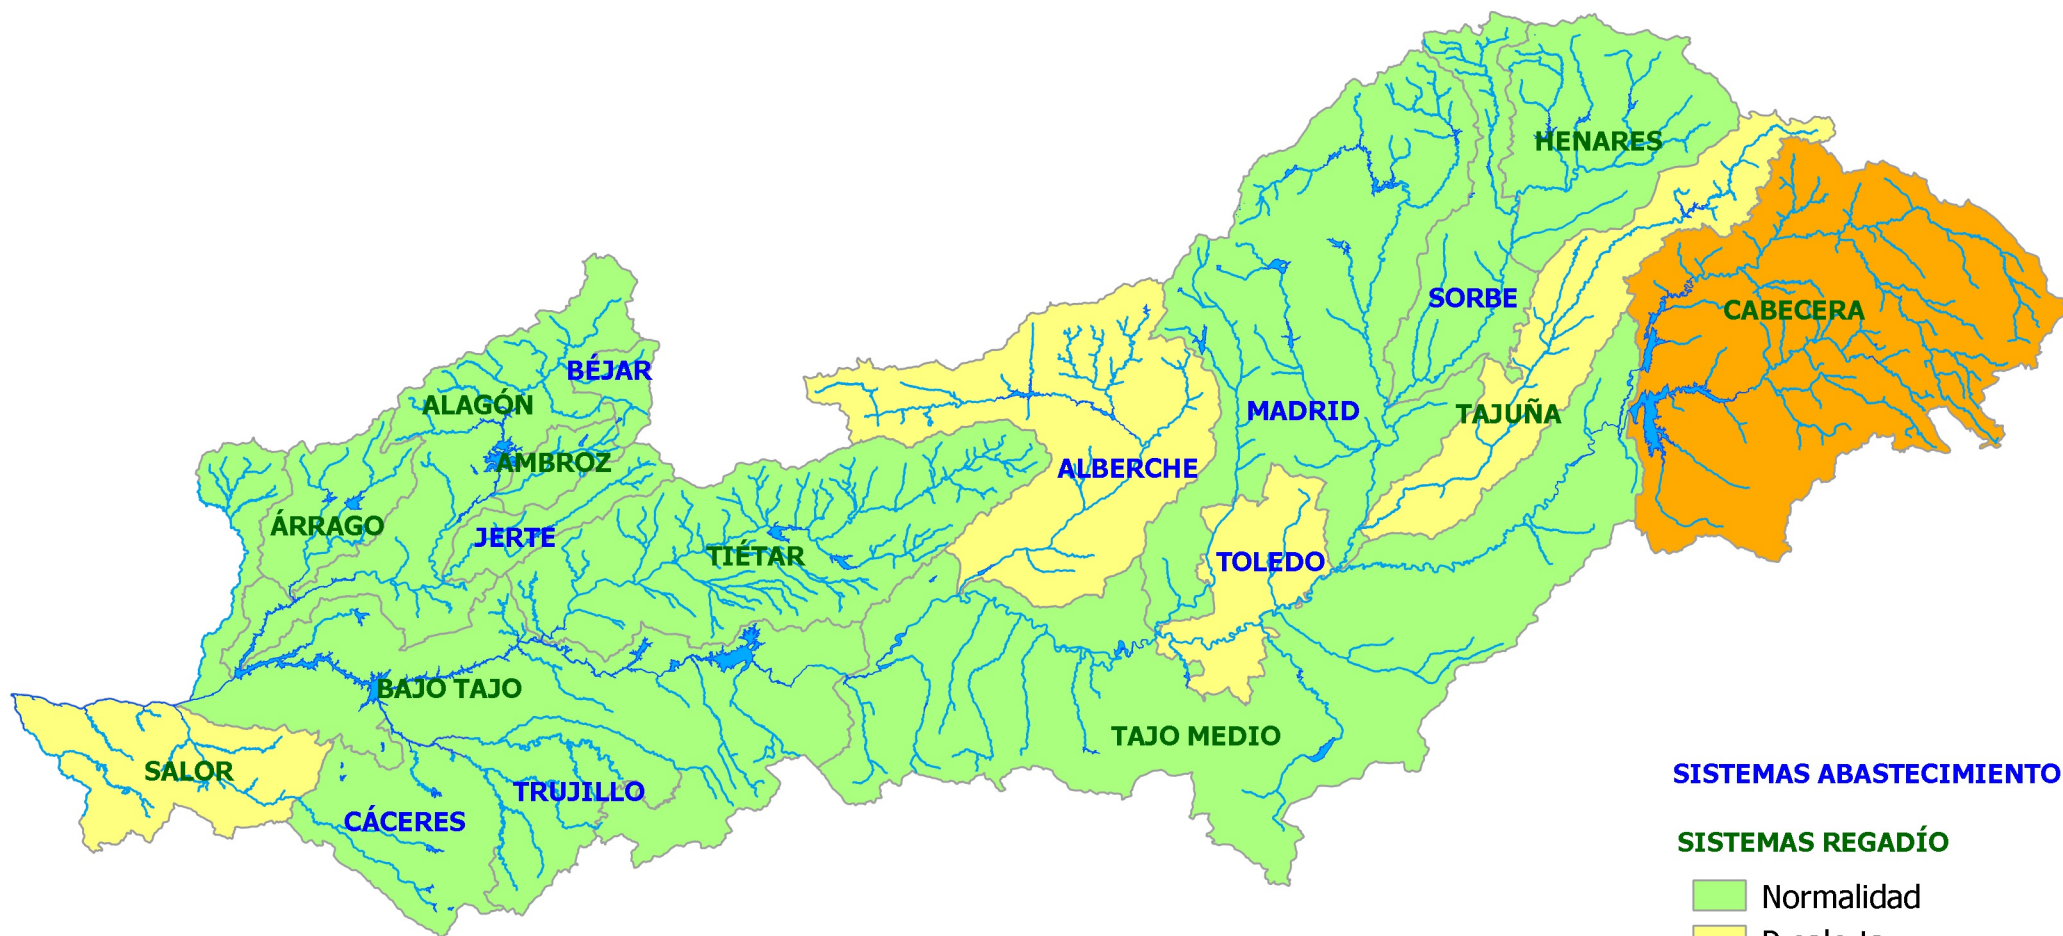 HENARES
SORBE
CABECERA
BÉJAR
ALAGÓN
MADRID
TAJUÑA
AMBROZ
ALBERCHE
ÁRRAGO
JERTE
TIÉTAR
TOLEDO
BAJO TAJO
TAJO MEDIO
SALOR
TRUJILLO
CÁCERES
SISTEMAS ABASTECIMIENTO
SISTEMAS REGADÍO
Normalidad